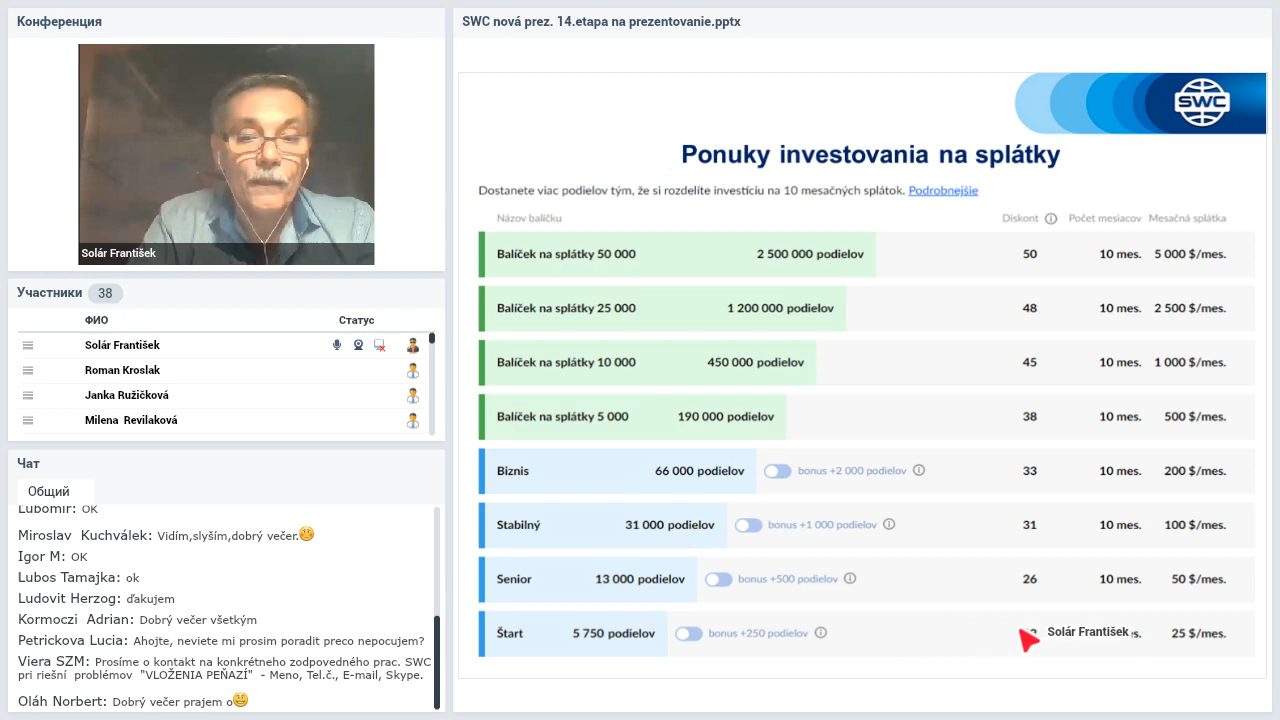 Конференция
Solár František
Участники 38
ФИО Статус
Solár František
Roman Kroslak
Janka Ružičková
Milena Revilaková
Чат
Общий
Lubomir: OK
Miroslav Kuchválek: Vidím,slyším,dobrý večer.
Igor M: OK
Lubos Tamajka: ok
Ludovit Herzog: ďakujem
Kormoczi Adrian: Dobrý večer všetkým
Petrickova Lucia: Ahojte, neviete mi prosim poradit preco nepocujem?
Viera SZM: Prosíme o kontakt na konkrétneho zodpovedného prac. SWC
pri riešní problémov "VLOŽENIA PEŇAZÍ" - Meno, Tel.č., E-mail, Skype.
Oláh Norbert: Dobrý večer prajem o
SWC nová prez. 14.etapa na prezentovanie.pptx
SWC
Ponuky investovania na splátky
Dostanete viac podielov tým, že si rozdelíte investíciu na 10 mesačných splátok. Podrobnejšie
Názov balíčku Diskont Počet mesiacov Mesačná splátka
Balíček na splátky 50 000 2 500 000 podielov 50 10 mes. 5 000 $/mes.
Balíček na splátky 25 000 1 200 000 podielov 48 10 mes. 2 500 $/mes.
Balíček na splátky 10 000 450 000 podielov 45 10 mes. 1 000 $/mes.
Balíček na splátky 5 000 190 000 podielov 38 10 mes. 500 $/mes.
Biznis 66 000 podielov bonus +2 000 podielov 33 10 mes. 200 $/mes.
Stabilný 31 000 podielov bonus +1 000 podielov 31 10 mes. 100 $/mes.
Senior 13 000 podielov bonus +500 podielov 26 10 mes. 50 $/mes.
Štart 5 750 podielov bonus +250 podielov Solár František 25 $/mes.